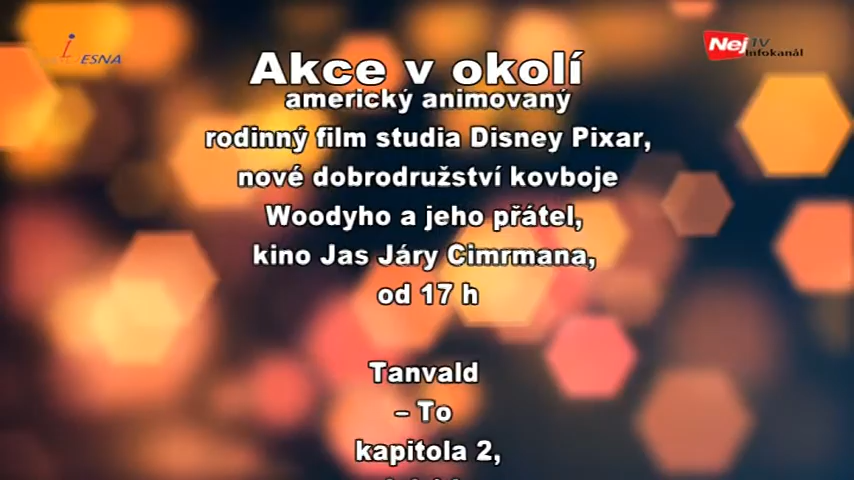 i
ESNA
Nej TV
Infokanál
Akce v okolí
americký animovaný
rodinný film studia Disney Pixar,
nové dobrodružství kovboje
Woodyho a jeho přátel,
kino Jas Járy Cimrmana,
od 17 h
Tanvald
– To
kapitola 2,